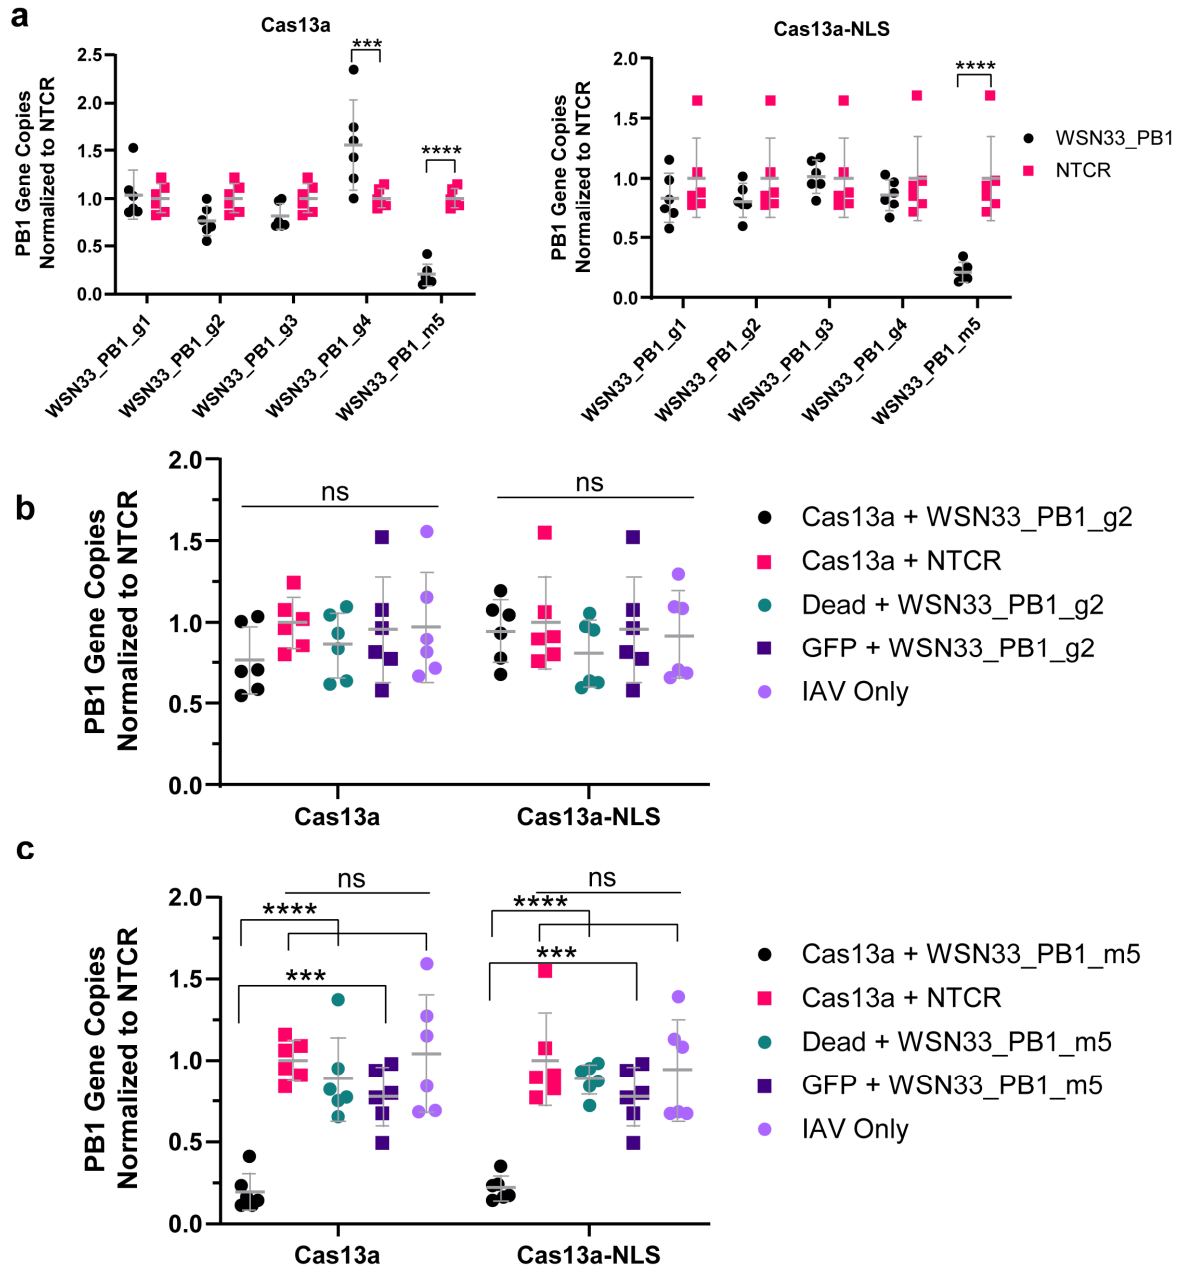 a
Cas13a
PB1 Gene Copies
Normalized to NTCR
2.5
2.0
1.5
1.0
0.5
0.0
***
****
WSN33_PB1_g1
WSN33_PB1_g2
WSN33_PB1_g3
WSN33_PB1_g4
WSN33_PB1_m5
Cas13a-NLS
PB1 Gene Copies
Normalized to NTCR
2.0
1.5
1.0
0.5
0.0
****
WSN33_PB1_g1
WSN33_PB1_g2
WSN33_PB1_g3
WSN33_PB1_g4
WSN33_PB1_m5
WSN33_PB1
NTCR
b
PB1 Gene Copies
Normalized to NTCR
2.0
1.5
1.0
0.5
0.0
ns
ns
Cas13a
Cas13a-NLS
Cas13a + WSN33_PB1_g2
Cas13a + NTCR
Dead + WSN33_PB1_g2
GFP + WSN33_PB1_g2
IAV Only
c
PB1 Gene Copies
Normalized to NTCR
2.0
1.5
1.0
0.5
0.0
ns
****
***
ns
****
***
Cas13a
Cas13a-NLS
Cas13a + WSN33_PB1_m5
Cas13a + NTCR
Dead + WSN33_PB1_m5
GFP + WSN33_PB1_m5
IAV Only